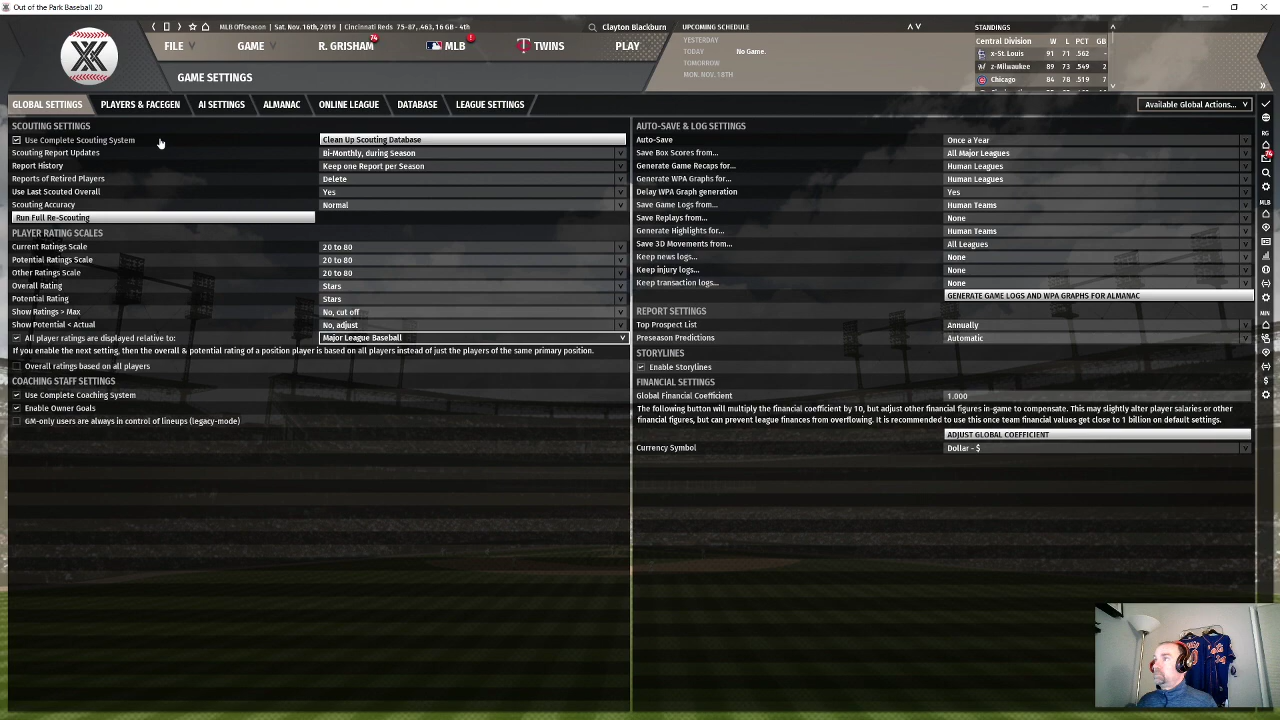 Out of the Park Baseball 20
MLB Offseason | Sat. Nov. 16th, 2019 | Cincinnati Reds 75-87, .463, 16 GB - 4th
Clayton Blackburn
FILE
GAME
R. GRISHAM
74
MLB
!
TWINS
PLAY
UPCOMING SCHEDULE
YESTERDAY
TODAY No Game.
TOMORROW
MON. NOV. 18TH
STANDINGS
Central Division W L PCT GB
x-St.Louis 91 71 .562 -
z-Milwaukee 89 73 .549 2
Chicago 84 78 .519 7
GAME SETTINGS
GLOBAL SETTINGS PLAYERS & FACEGEN AI SETTINGS ALMANAC ONLINE LEAGUE DATABASE LEAGUE SETTINGS
Available Global Actions...
SCOUTING SETTINGS
Use Complete Scouting System Clean Up Scouting Database
Scouting Report Updates Bi-Monthly, during Season
Report History Keep one Report per Season
Reports of Retired Players Delete
Use Last Scouted Overall Yes
Scouting Accuracy Normal
Run Full Re-Scouting
PLAYER RATING SCALES
Current Ratings Scale 20 to 80
Potential Ratings Scale 20 to 80
Other Ratings Scale 20 to 80
Overall Rating Stars
Potential Rating Stars
Show Ratings > Max No, cut off
Show Potential < Actual No, adjust
All player ratings are displayed relative to: Major League Baseball
If you enable the next setting, then the overall & potential rating of a position player is based on all players instead of just the players of the same primary position.
Overall ratings based on all players
COACHING STAFF SETTINGS
Use Complete Coaching System
Enable Owner Goals
GM-only users are always in control of lineups (legacy-mode)
AUTO-SAVE & LOG SETTINGS
Auto-Save Once a Year
Save Box Scores from... All Major Leagues
Generate Game Recaps for... Human Leagues
Generate WPA Graphs for... Human Leagues
Delay WPA Graph generation Yes
Save Game Logs from... Human Teams
Save Replays from... None
Generate Highlights for... Human Teams
Save 3D Movements from... All Leagues
Keep news logs... None
Keep injury logs... None
Keep transaction logs... None
GENERATE GAME LOGS AND WPA GRAPHS FOR ALMANAC
REPORT SETTINGS
Top Prospect List Annually
Preseason Predictions Automatic
STORYLINES
Enable Storylines
FINANCIAL SETTINGS
Global Financial Coefficient 1.000
The following button will multiply the financial coefficient by 10, but adjust other financial figures in-game to compensate. This may slightly alter player salaries or other
financial figures, but can prevent league finances from overflowing. It is recommended to use this once team financial values get close to 1 billion on default settings.
ADJUST GLOBAL COEFFICIENT
Currency Symbol Dollar - $
RG
74
MLB
MIN
$